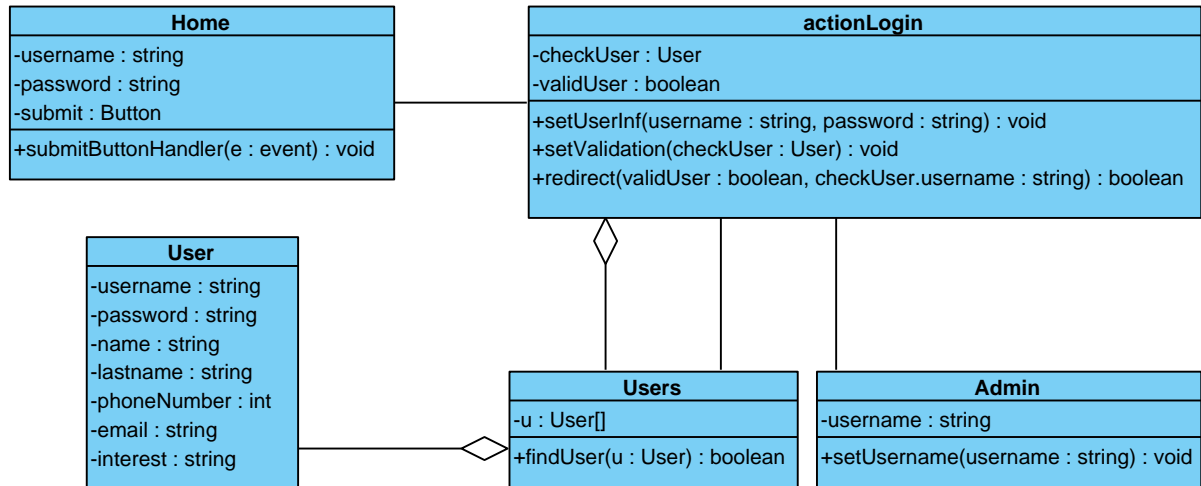 Home
-username : string
-password : string
-submit : Button
+submitButtonHandler(e : event) : void
actionLogin
-checkUser : User
-validUser : boolean
+setUserInf(username : string, password : string) : void
+setValidation(checkUser : User) : void
+redirect(validUser : boolean, checkUser.username : string) : boolean
User
-username : string
-password : string
-name : string
-lastname : string
-phoneNumber : int
-email : string
-interest : string
Users
-u : User[]
+findUser(u : User) : boolean
Admin
-username : string
+setUsername(username : string) : void